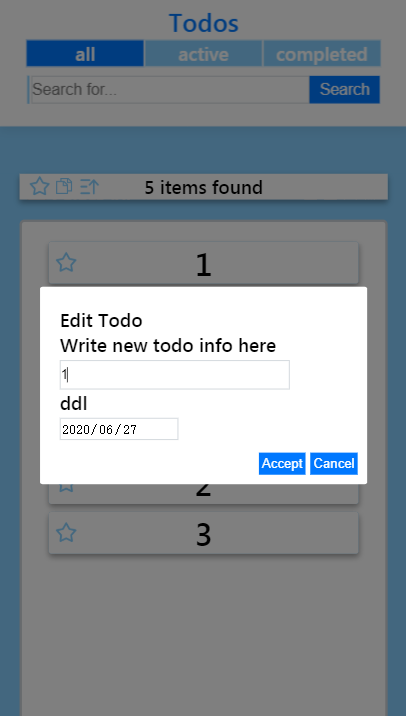 Todos
all
active
completed
Search for...
Search
5 items found
1
Edit Todo
Write new todo info here
1
ddl
2020/06/27
Accept
Cancel
2
3